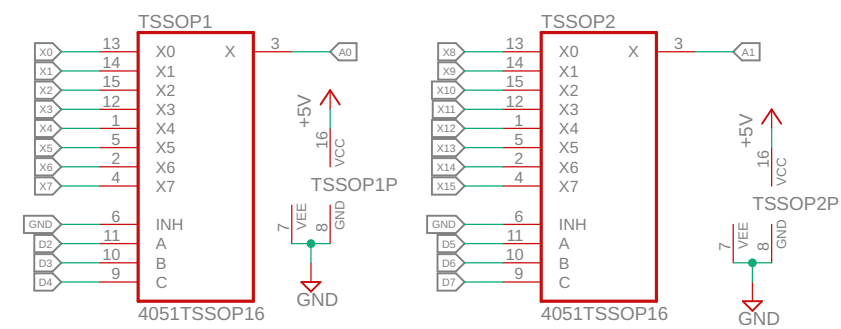 TSSOP1
X0 13 X0 X 3 A0
X1 14 X1
X2 15 X2
X3 12 X3
X4 1 X4
X5 5 X5
X6 2 X6
X7 4 X7
GND 6 INH
D2 11 A
D3 10 B
D4 9 C
4051TSSOP16
+5V
16
VCC
TSSOP1P
7
VEE
8
GND
GND
TSSOP2
X8 13 X0 X 3 A1
X9 14 X1
X10 15 X2
X11 12 X3
X12 1 X4
X13 5 X5
X14 2 X6
X15 4 X7
GND 6 INH
D5 11 A
D6 10 B
D7 9 C
4051TSSOP16
+5V
16
VCC
TSSOP2P
7
VEE
8
GND
GND